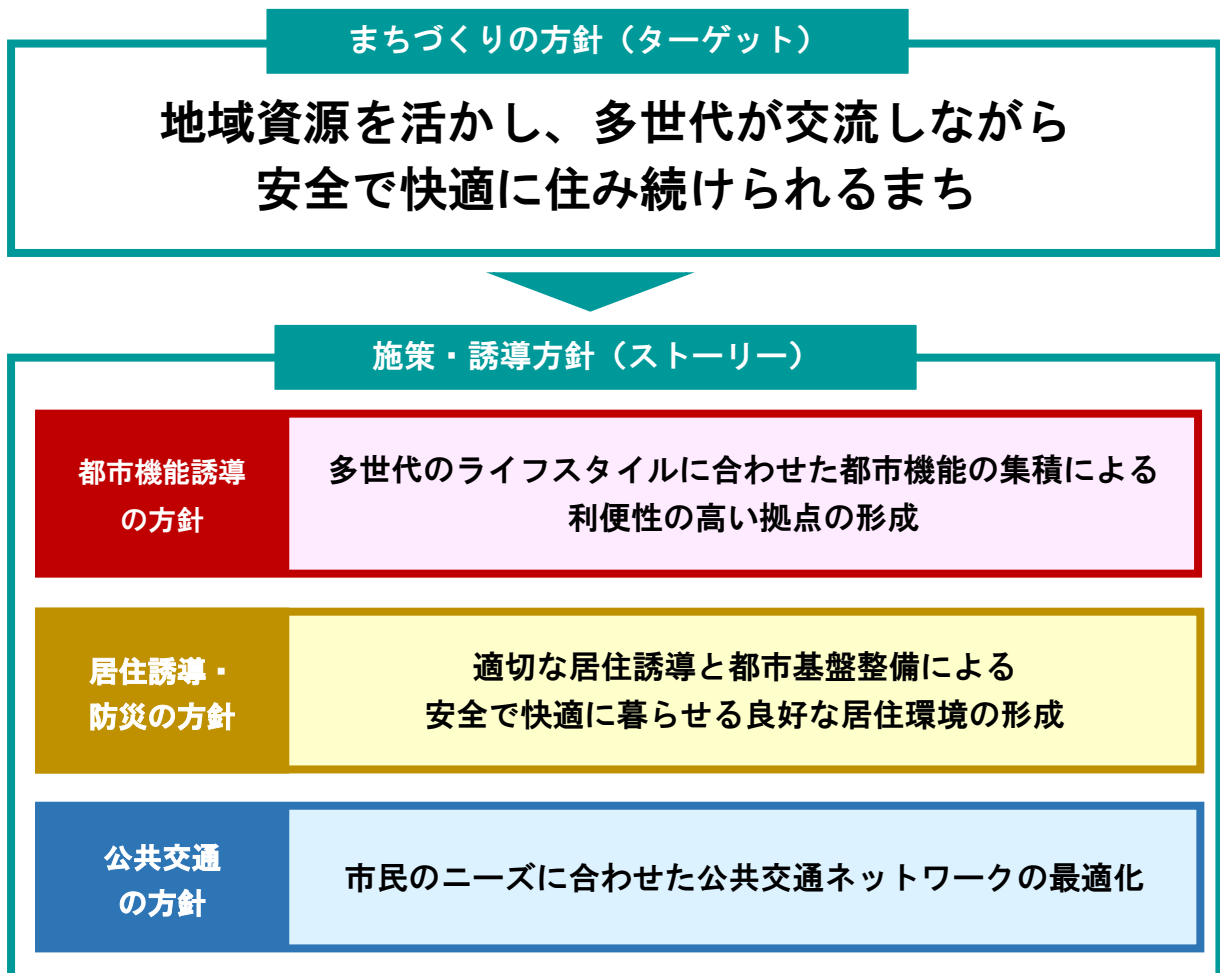 まちづくりの方針（ターゲット）
地域資源を活かし、多世代が交流しながら
安全で快適に住み続けられるまち
施策・誘導方針（ストーリー）
都市機能誘導
の方針
多世代のライフスタイルに合わせた都市機能の集積による
利便性の高い拠点の形成
居住誘導・
防災の方針
適切な居住誘導と都市基盤整備による
安全で快適に暮らせる良好な居住環境の形成
公共交通
の方針
市民のニーズに合わせた公共交通ネットワークの最適化